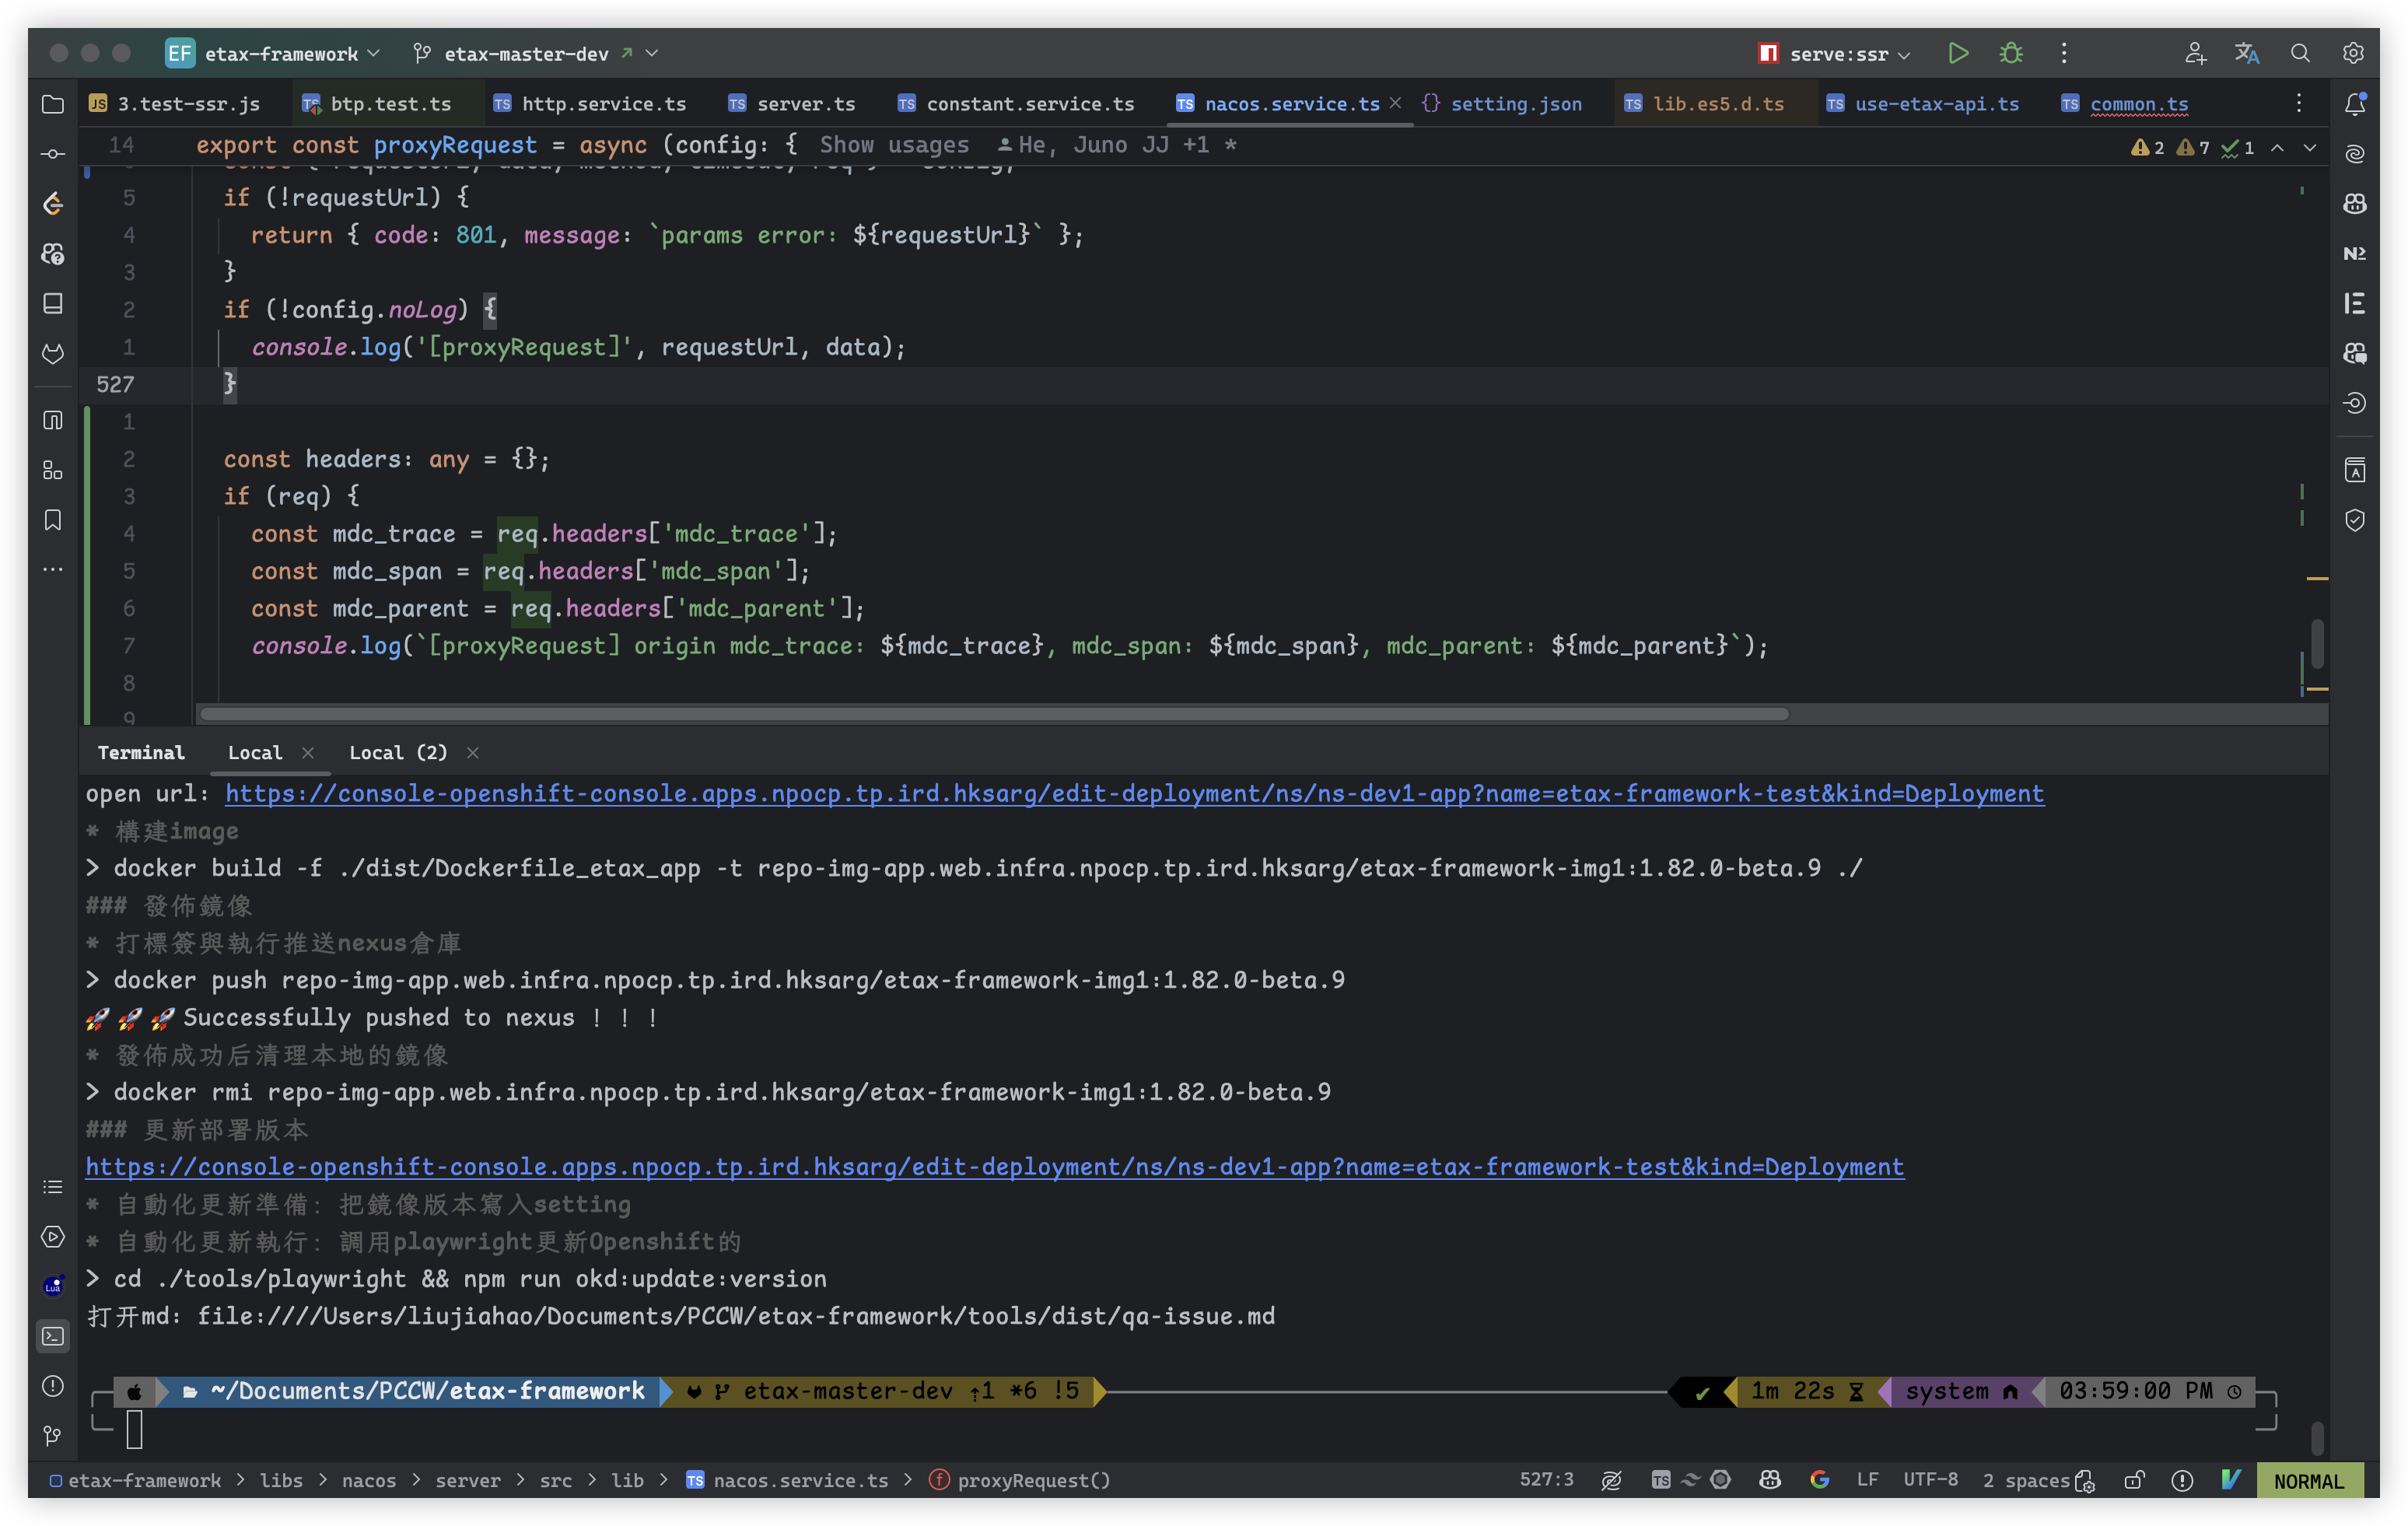 EF etax-framework etax-master-dev serve:ssr
3.test-ssr.js btp.test.ts http.service.ts server.ts constant.service.ts nacos.service.ts setting.json lib.es5.d.ts use-etax-api.ts common.ts
14 export const proxyRequest = async (config: { Show usages He, Juno JJ +1 * 2 7 1
5 if (!requestUrl) {
4 return { code: 801, message: `params error: ${requestUrl}` };
3 }
2 if (!config.noLog) {
1 console.log('[proxyRequest]', requestUrl, data);
527 }
1
2 const headers: any = {};
3 if (req) {
4 const mdc_trace = req.headers['mdc_trace'];
5 const mdc_span = req.headers['mdc_span'];
6 const mdc_parent = req.headers['mdc_parent'];
7 console.log(`[proxyRequest] origin mdc_trace: ${mdc_trace}, mdc_span: ${mdc_span}, mdc_parent: ${mdc_parent}`);
8
9
Terminal Local Local (2)
open url: https://console-openshift-console.apps.npocp.tp.ird.hksarg/edit-deployment/ns/ns-dev1-app?name=etax-framework-test&kind=Deployment
* 構建image
> docker build -f ./dist/Dockerfile_etax_app -t repo-img-app.web.infra.npocp.tp.ird.hksarg/etax-framework-img1:1.82.0-beta.9 ./
### 發佈鏡像
* 打標簽與執行推送nexus倉庫
> docker push repo-img-app.web.infra.npocp.tp.ird.hksarg/etax-framework-img1:1.82.0-beta.9
🚀🚀🚀Successfully pushed to nexus ! ! !
* 發佈成功后清理本地的鏡像
> docker rmi repo-img-app.web.infra.npocp.tp.ird.hksarg/etax-framework-img1:1.82.0-beta.9
### 更新部署版本
https://console-openshift-console.apps.npocp.tp.ird.hksarg/edit-deployment/ns/ns-dev1-app?name=etax-framework-test&kind=Deployment
* 自動化更新準備: 把鏡像版本寫入setting
* 自動化更新執行: 調用playwright更新Openshift的
> cd ./tools/playwright && npm run okd:update:version
打开md: file:////Users/liujiahao/Documents/PCCW/etax-framework/tools/dist/qa-issue.md
~/Documents/PCCW/etax-framework etax-master-dev ⇡1 *6 !5 ✔ 1m 22s system 03:59:00 PM
etax-framework > libs > nacos > server > src > lib > nacos.service.ts > proxyRequest() 527:3 LF UTF-8 2 spaces NORMAL